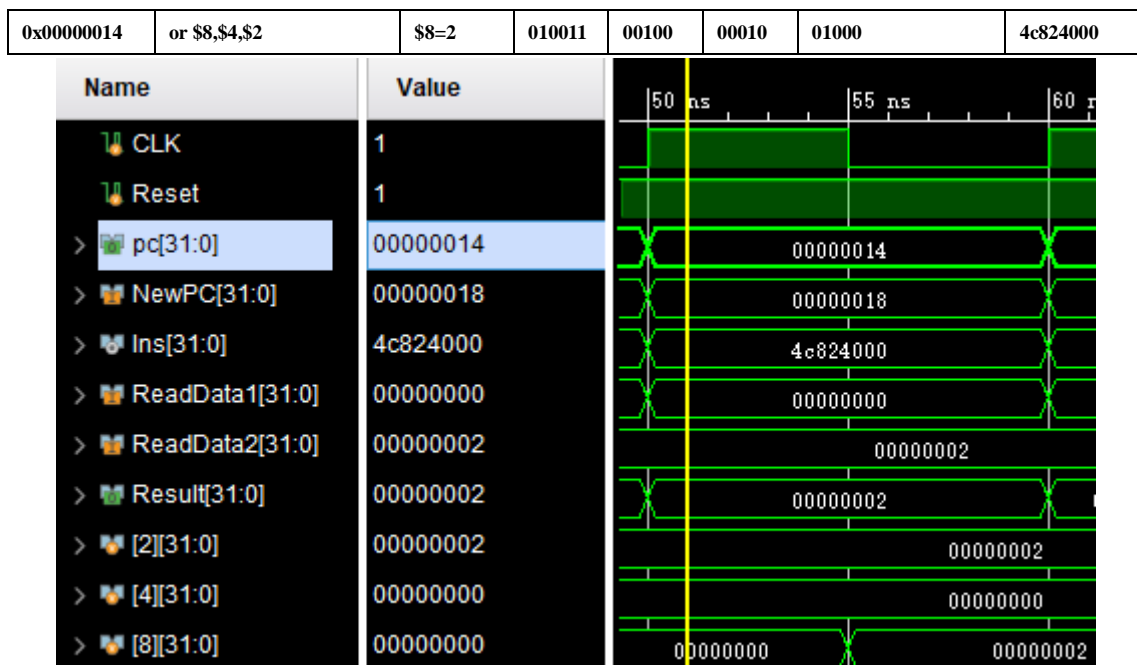 0x00000014 or $8,$4,$2 $8=2 010011 00100 00010 01000 4c824000
Name Value 50 ns 55 ns 60
CLK 1
Reset 1
pc[31:0] 00000014 00000014
NewPC[31:0] 00000018 00000018
Ins[31:0] 4c824000 4c824000
ReadData1[31:0] 00000000 00000000
ReadData2[31:0] 00000002 00000002
Result[31:0] 00000002 00000002
[2][31:0] 00000002 00000002
[4][31:0] 00000000 00000000
[8][31:0] 00000000 00000000 00000002